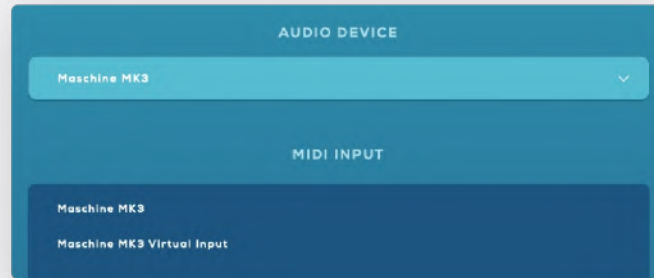 AUDIO DEVICE
Maschine MK3
MIDI INPUT
Maschine MK3
Maschine MK3 Virtual Input